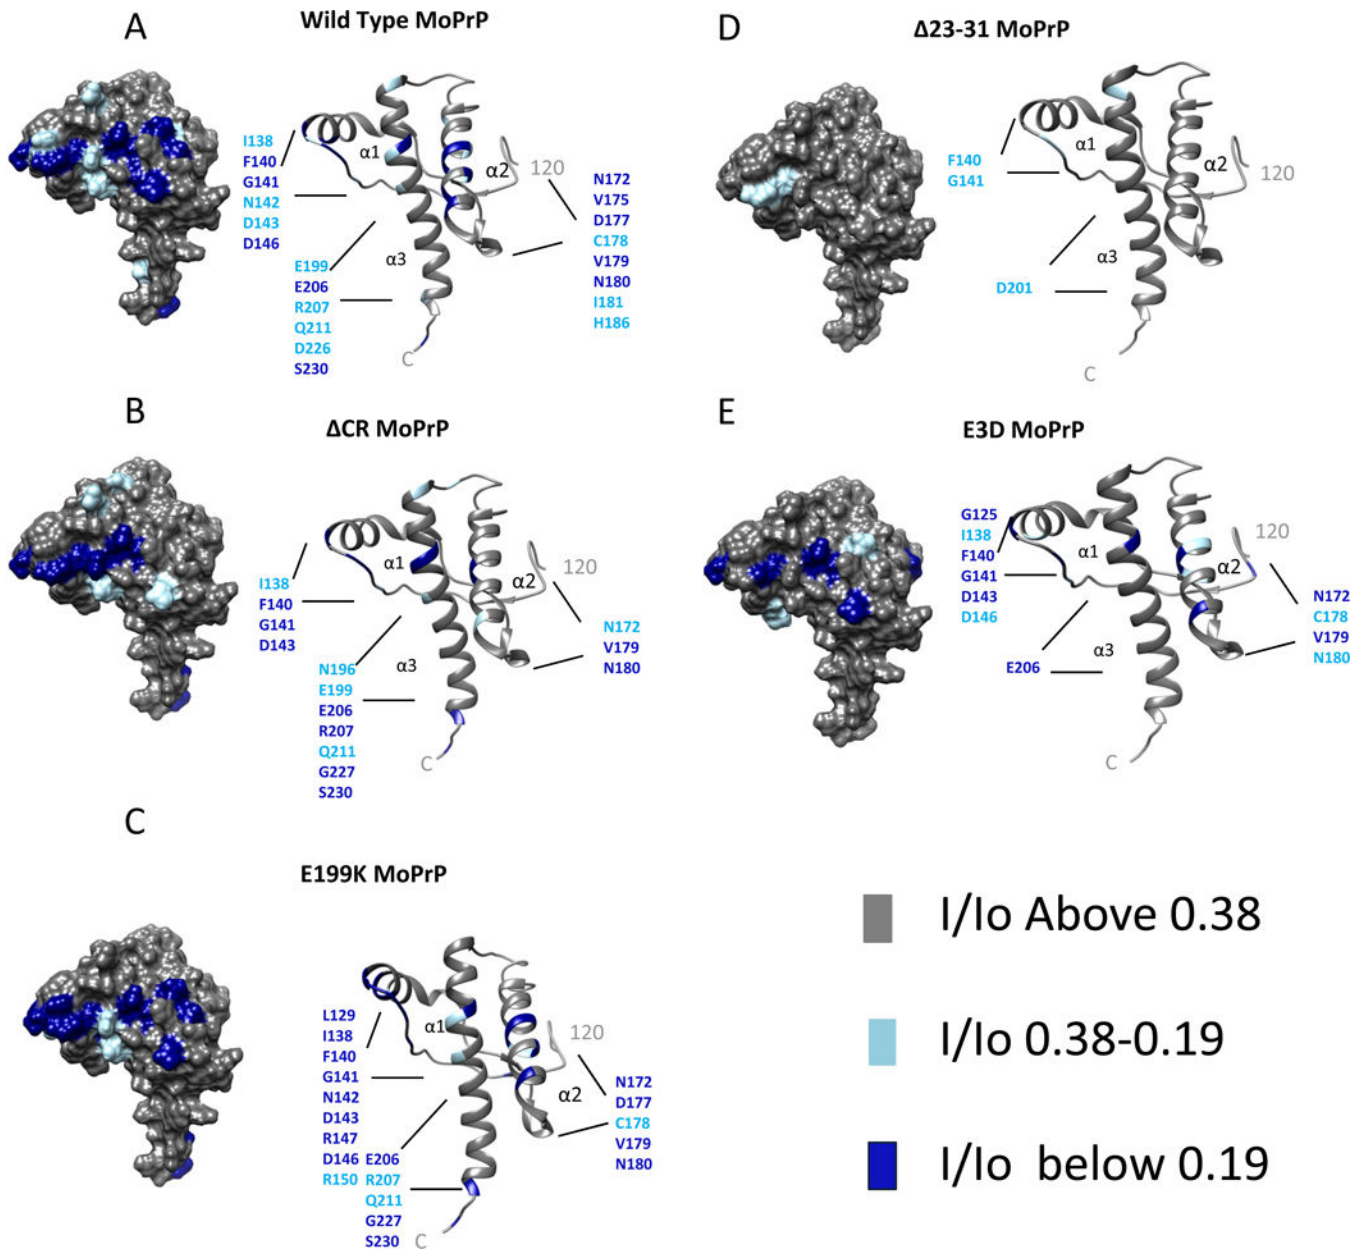 A
Wild Type MoPrP
I138
F140
G141
N142
D143
D146
α1
α2
120
N172
V175
D177
C178
V179
N180
I181
H186
E199
E206
R207
Q211
D226
S230
α3
C
B
ΔCR MoPrP
I138
F140
G141
D143
α1
α2
120
N172
V179
N180
N196
E199
E206
R207
Q211
G227
S230
α3
C
C
E199K MoPrP
L129
I138
F140
G141
N142
D143
R147
D146
R150
α1
120
α2
N172
D177
C178
V179
N180
E206
R207
Q211
G227
S230
C
D
Δ23-31 MoPrP
F140
G141
α1
α2
120
D201
α3
C
E
E3D MoPrP
G125
I138
F140
G141
D143
D146
α1
120
α2
N172
C178
V179
N180
E206
α3
C
I/Io Above 0.38
I/Io 0.38-0.19
I/Io below 0.19